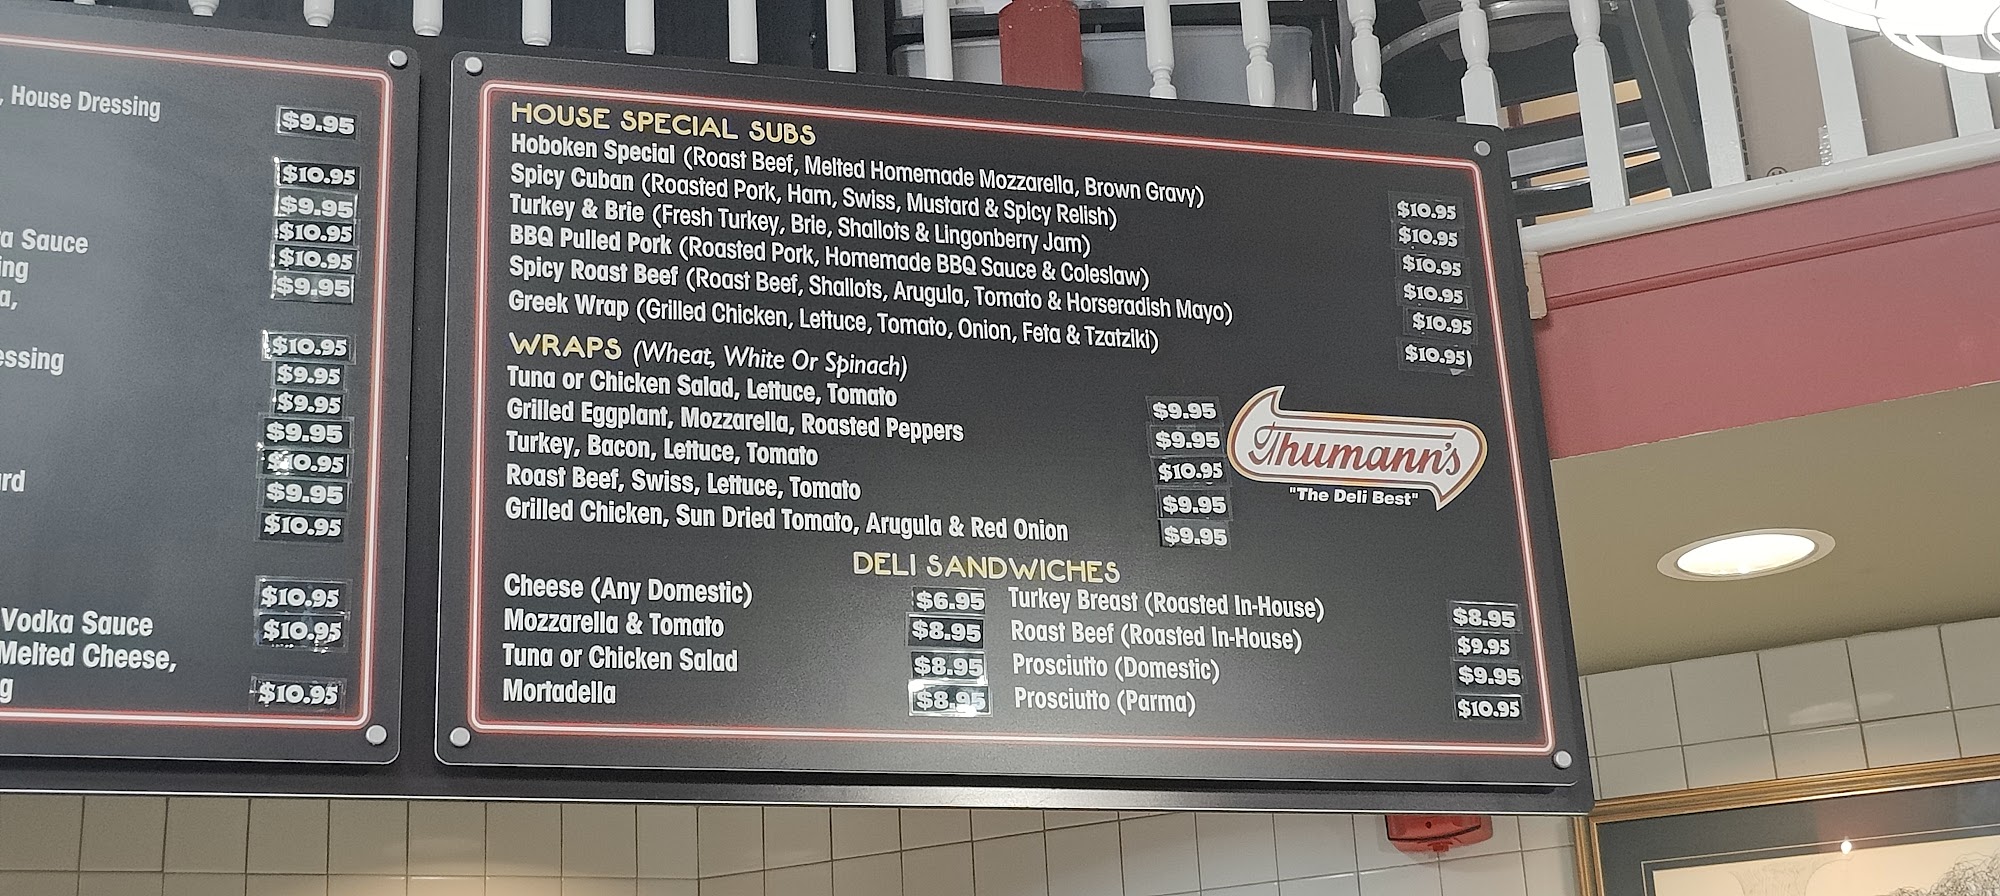 , House Dressing $9.95
$10.95
$9.95
a Sauce $10.95
ing $10.95
a, $9.95
$10.95
essing $9.95
$9.95
$9.95
$10.95
rd $9.95
$10.95
$10.95
Vodka Sauce $10.95
Melted Cheese,
g $10.95
HOUSE SPECIAL SUBS
Hoboken Special (Roast Beef, Melted Homemade Mozzarella, Brown Gravy) $10.95
Spicy Cuban (Roasted Pork, Ham, Swiss, Mustard & Spicy Relish) $10.95
Turkey & Brie (Fresh Turkey, Brie, Shallots & Lingonberry Jam) $10.95
BBQ Pulled Pork (Roasted Pork, Homemade BBQ Sauce & Coleslaw) $10.95
Spicy Roast Beef (Roast Beef, Shallots, Arugula, Tomato & Horseradish Mayo) $10.95
Greek Wrap (Grilled Chicken, Lettuce, Tomato, Onion, Feta & Tzatziki) $10.95)
WRAPS (Wheat, White Or Spinach)
Tuna or Chicken Salad, Lettuce, Tomato $9.95
Grilled Eggplant, Mozzarella, Roasted Peppers $9.95
Turkey, Bacon, Lettuce, Tomato $10.95
Roast Beef, Swiss, Lettuce, Tomato $9.95
Grilled Chicken, Sun Dried Tomato, Arugula & Red Onion $9.95
Thumann's
"The Deli Best"
DELI SANDWICHES
Cheese (Any Domestic) $6.95 Turkey Breast (Roasted In-House) $8.95
Mozzarella & Tomato $8.95 Roast Beef (Roasted In-House) $9.95
Tuna or Chicken Salad $8.95 Prosciutto (Domestic) $9.95
Mortadella $8.95 Prosciutto (Parma) $10.95